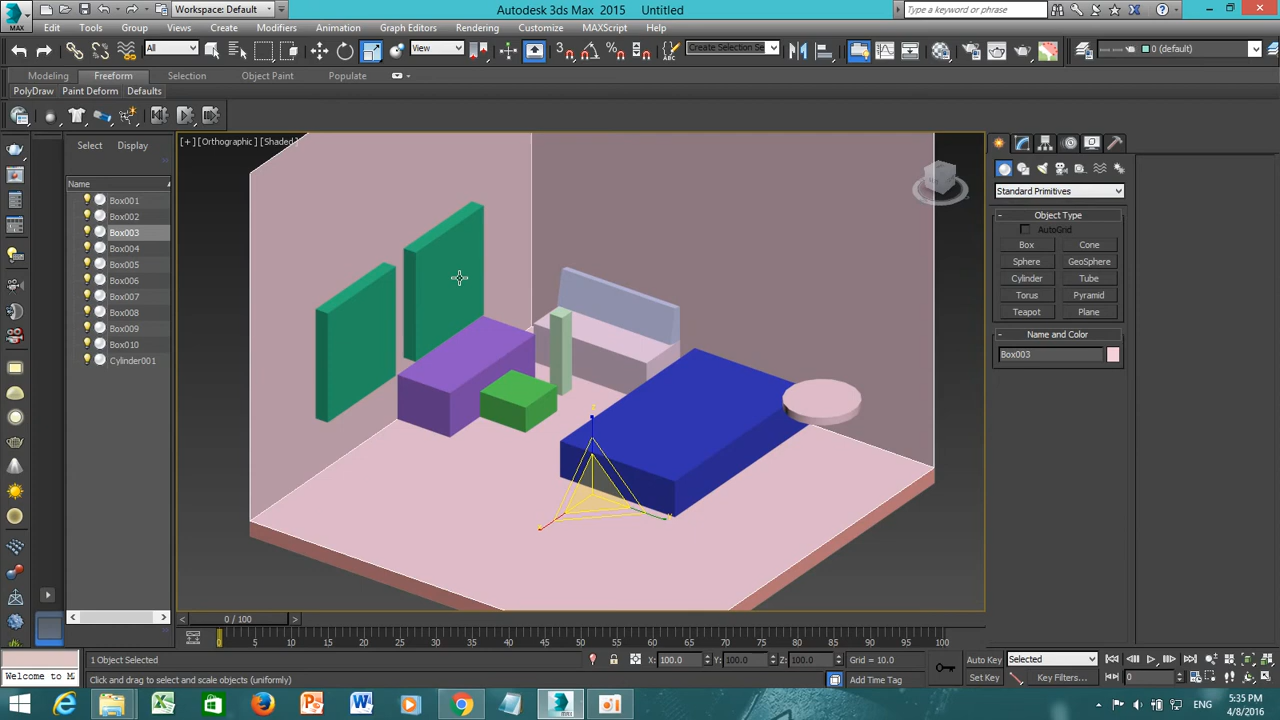 Workspace: Default
Autodesk 3ds Max 2015 Untitled
Type a keyword or phrase
MAX
Edit Tools Group Views Create Modifiers Animation Graph Editors Rendering Customize MAXScript Help
All
View
Create Selection Se
0 (default)
Modeling Freeform Selection Object Paint Populate
PolyDraw Paint Deform Defaults
Select Display
[+] [Orthographic] [Shaded]
Name
Box001
Box002
Box003
Box004
Box005
Box006
Box007
Box008
Box009
Box010
Cylinder001
Standard Primitives
- Object Type
AutoGrid
Box Cone
Sphere GeoSphere
Cylinder Tube
Torus Pyramid
Teapot Plane
- Name and Color
Box003
0 / 100
0 5 10 15 20 25 30 35 40 45 50 55 60 65 70 75 80 85 90 95 100
1 Object Selected
X: 100.0 Y: 100.0 Z: 100.0 Grid = 10.0
Auto Key Selected
Welcome to M
Click and drag to select and scale objects (uniformly)
Add Time Tag
Set Key Key Filters... 0
ENG
5:35 PM
4/8/2016